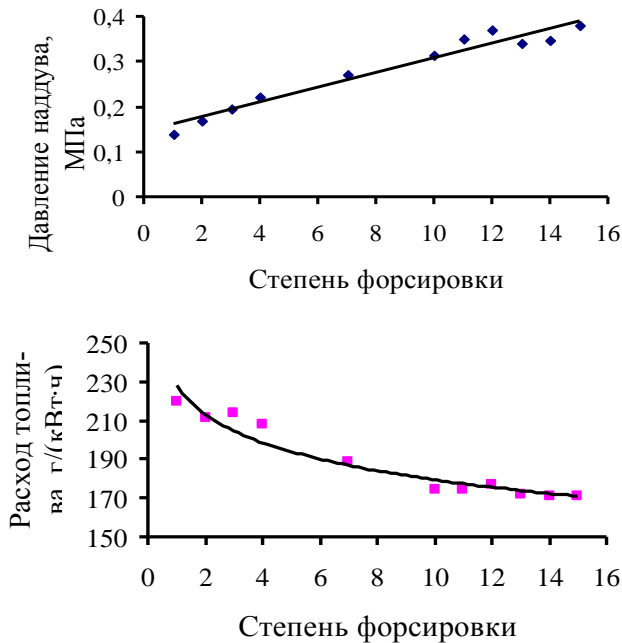 Давление наддува,
МПа
0,4
0,3
0,2
0,1
0
0 2 4 6 8 10 12 14 16
Степень форсировки
Расход топли-
ва, г/(кВт·ч)
250
230
210
190
170
150
0 2 4 6 8 10 12 14 16
Степень форсировки